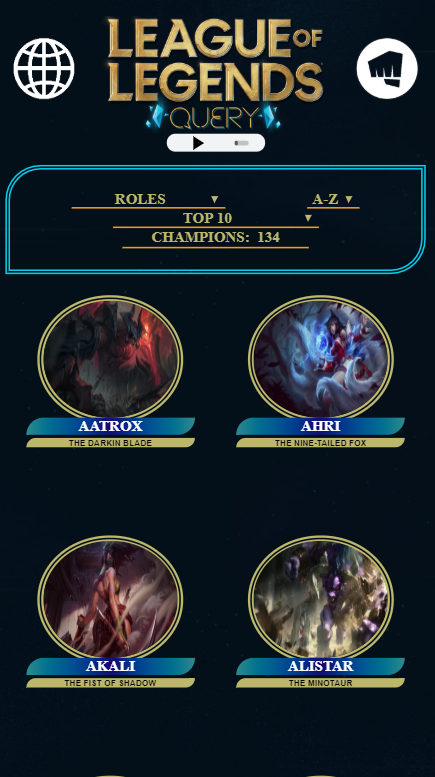 LEAGUE OF
LEGENDS
QUERY
ROLES ▼ A-Z ▼
TOP 10 ▼
CHAMPIONS: 134
AATROX
THE DARKIN BLADE
AHRI
THE NINE-TAILED FOX
AKALI
THE FIST OF SHADOW
ALISTAR
THE MINOTAUR